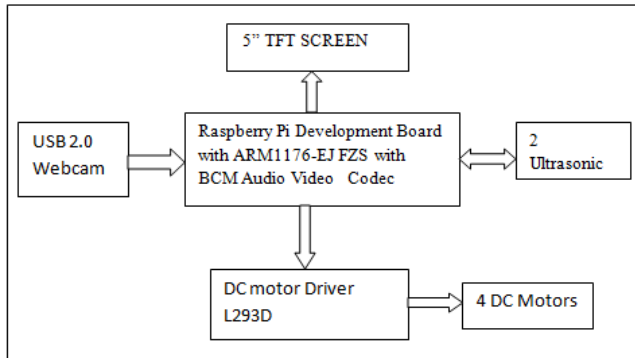 5” TFT SCREEN
USB 2.0
Webcam
Raspberry Pi Development Board
with ARM1176-EJ FZS with
BCM Audio Video Codec
2
Ultrasonic
DC motor Driver
L293D
4 DC Motors